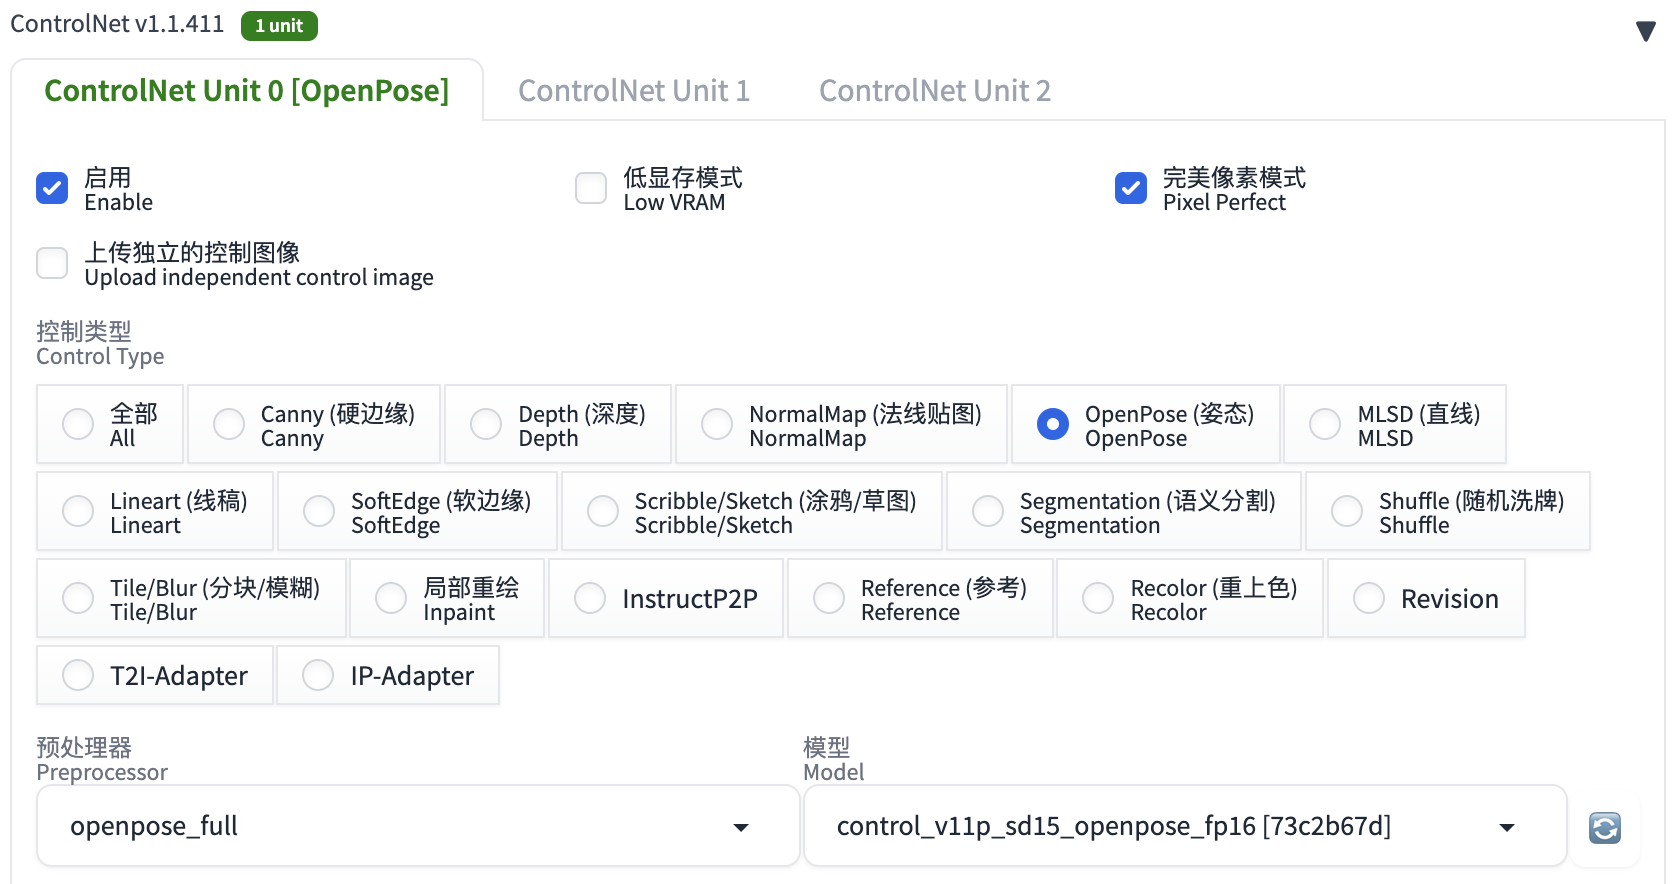 ControlNet v1.1.411 1 unit
ControlNet Unit 0 [OpenPose] ControlNet Unit 1 ControlNet Unit 2
启用
Enable
低显存模式
Low VRAM
完美像素模式
Pixel Perfect
上传独立的控制图像
Upload independent control image
控制类型
Control Type
全部
All
Canny (硬边缘)
Canny
Depth (深度)
Depth
NormalMap (法线贴图)
NormalMap
OpenPose (姿态)
OpenPose
MLSD (直线)
MLSD
Lineart (线稿)
Lineart
SoftEdge (软边缘)
SoftEdge
Scribble/Sketch (涂鸦/草图)
Scribble/Sketch
Segmentation (语义分割)
Segmentation
Shuffle (随机洗牌)
Shuffle
Tile/Blur (分块/模糊)
Tile/Blur
局部重绘
Inpaint
InstructP2P
Reference (参考)
Reference
Recolor (重上色)
Recolor
Revision
T2I-Adapter
IP-Adapter
预处理器
Preprocessor
openpose_full
模型
Model
control_v11p_sd15_openpose_fp16 [73c2b67d]